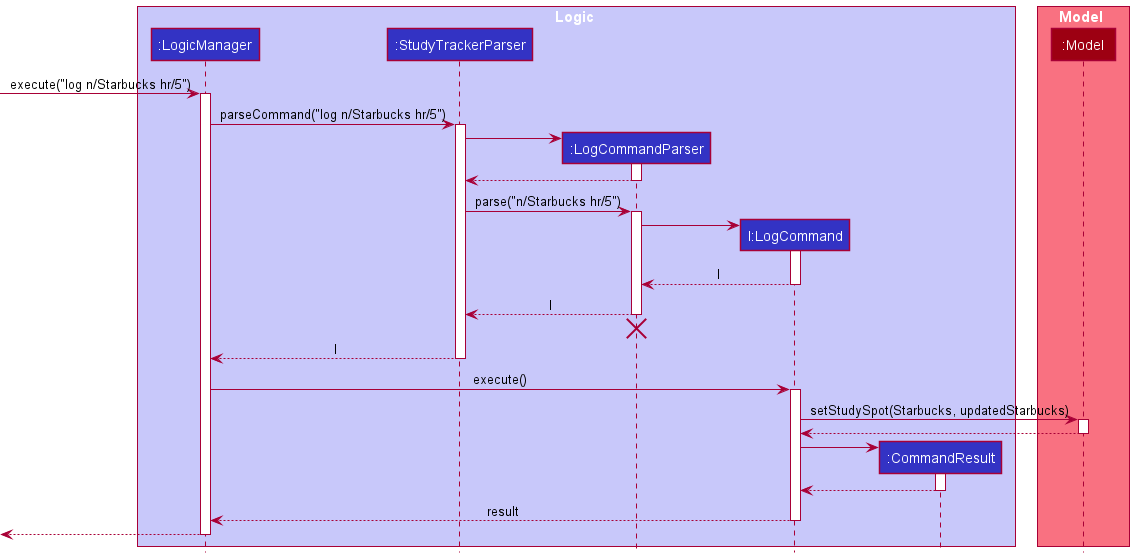 Logic
Model
:LogicManager
:StudyTrackerParser
:Model
execute("log n/Starbucks hr/5")
parseCommand("log n/Starbucks hr/5")
:LogCommandParser
parse("n/Starbucks hr/5")
l:LogCommand
l
l
l
execute()
setStudySpot(Starbucks, updatedStarbucks)
:CommandResult
result